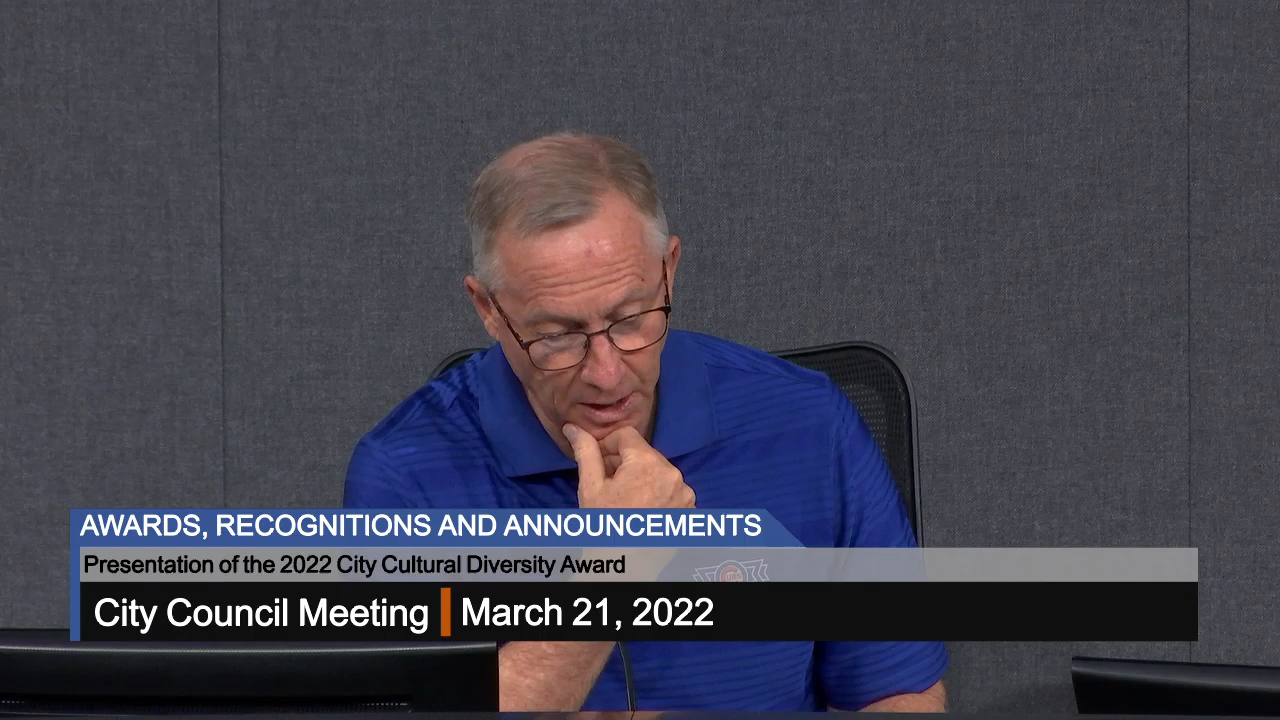 AWARDS, RECOGNITIONS AND ANNOUNCEMENTS
Presentation of the 2022 City Cultural Diversity Award
City Council Meeting
March 21, 2022